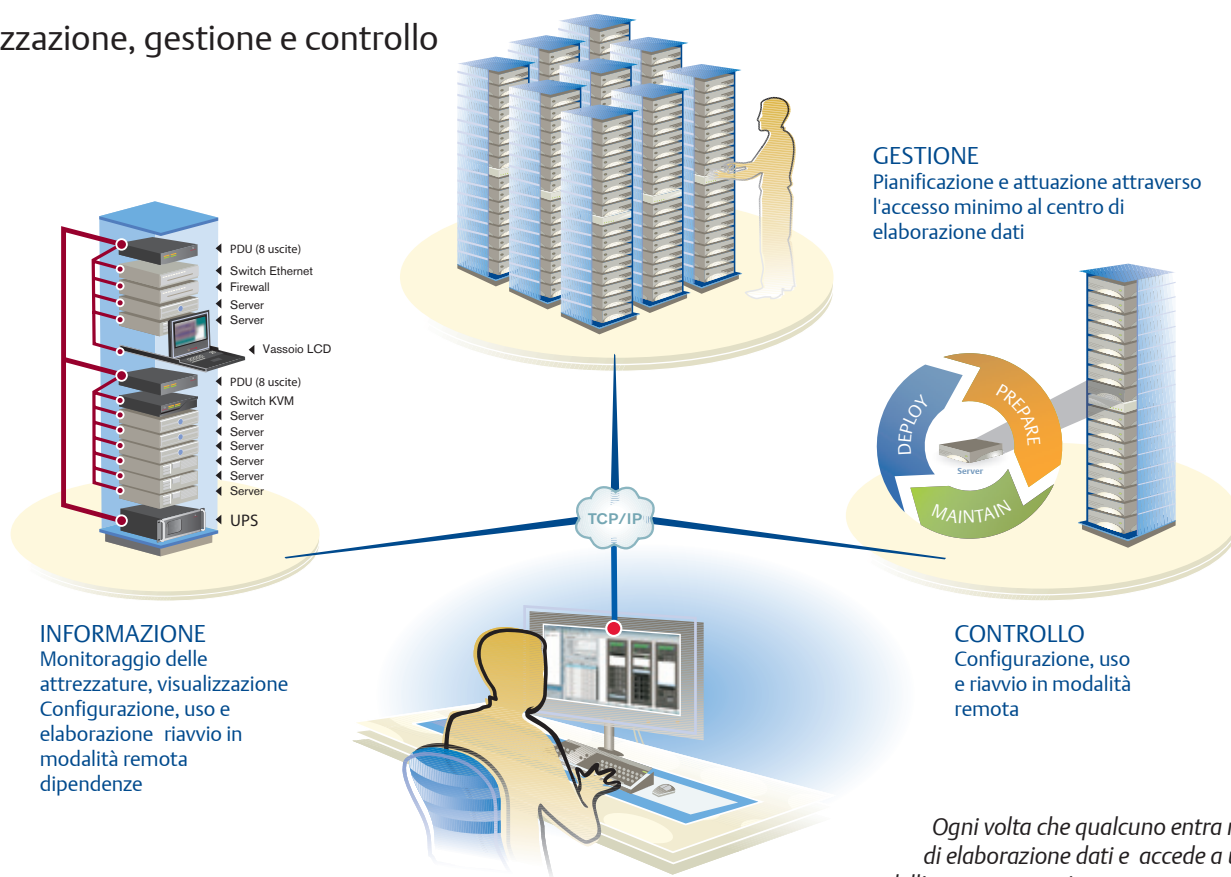 zzazione, gestione e controllo
GESTIONE
Pianificazione e attuazione attraverso
l'accesso minimo al centro di
elaborazione dati
PDU (8 uscite)
Switch Ethernet
Firewall
Server
Server
Vassoio LCD
PDU (8 uscite)
Switch KVM
Server
Server
Server
Server
Server
Server
UPS
DEPLOY
PREPARE
MAINTAIN
Server
TCP/IP
INFORMAZIONE
Monitoraggio delle
attrezzature, visualizzazione
Configurazione, uso e
elaborazione riavvio in
modalità remota
dipendenze
CONTROLLO
Configurazione, uso
e riavvio in modalità
remota
Ogni volta che qualcuno entra
di elaborazione dati e accede a